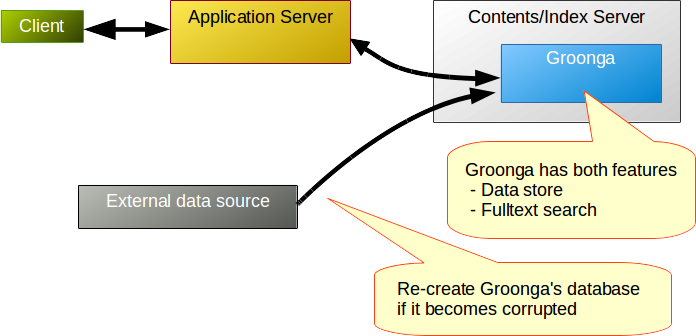 Client
Application Server
Contents/Index Server
Groonga
Groonga has both features
- Data store
- Fulltext search
External data source
Re-create Groonga's database
if it becomes corrupted